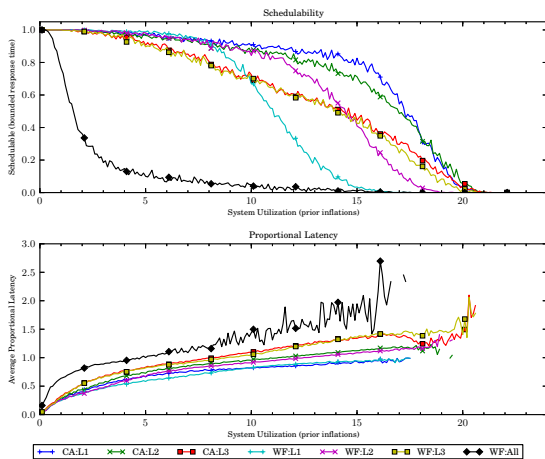 Schedulability
Schedulable (bounded response time)
1.0
0.8
0.6
0.4
0.2
0.0
0 5 10 15 20
System Utilization (prior inflations)
Proportional Latency
Average Proportional Latency
3.0
2.5
2.0
1.5
1.0
0.5
0.0
0 5 10 15 20
System Utilization (prior inflations)
CA:L1 CA:L2 CA:L3 WF:L1 WF:L2 WF:L3 WF:All